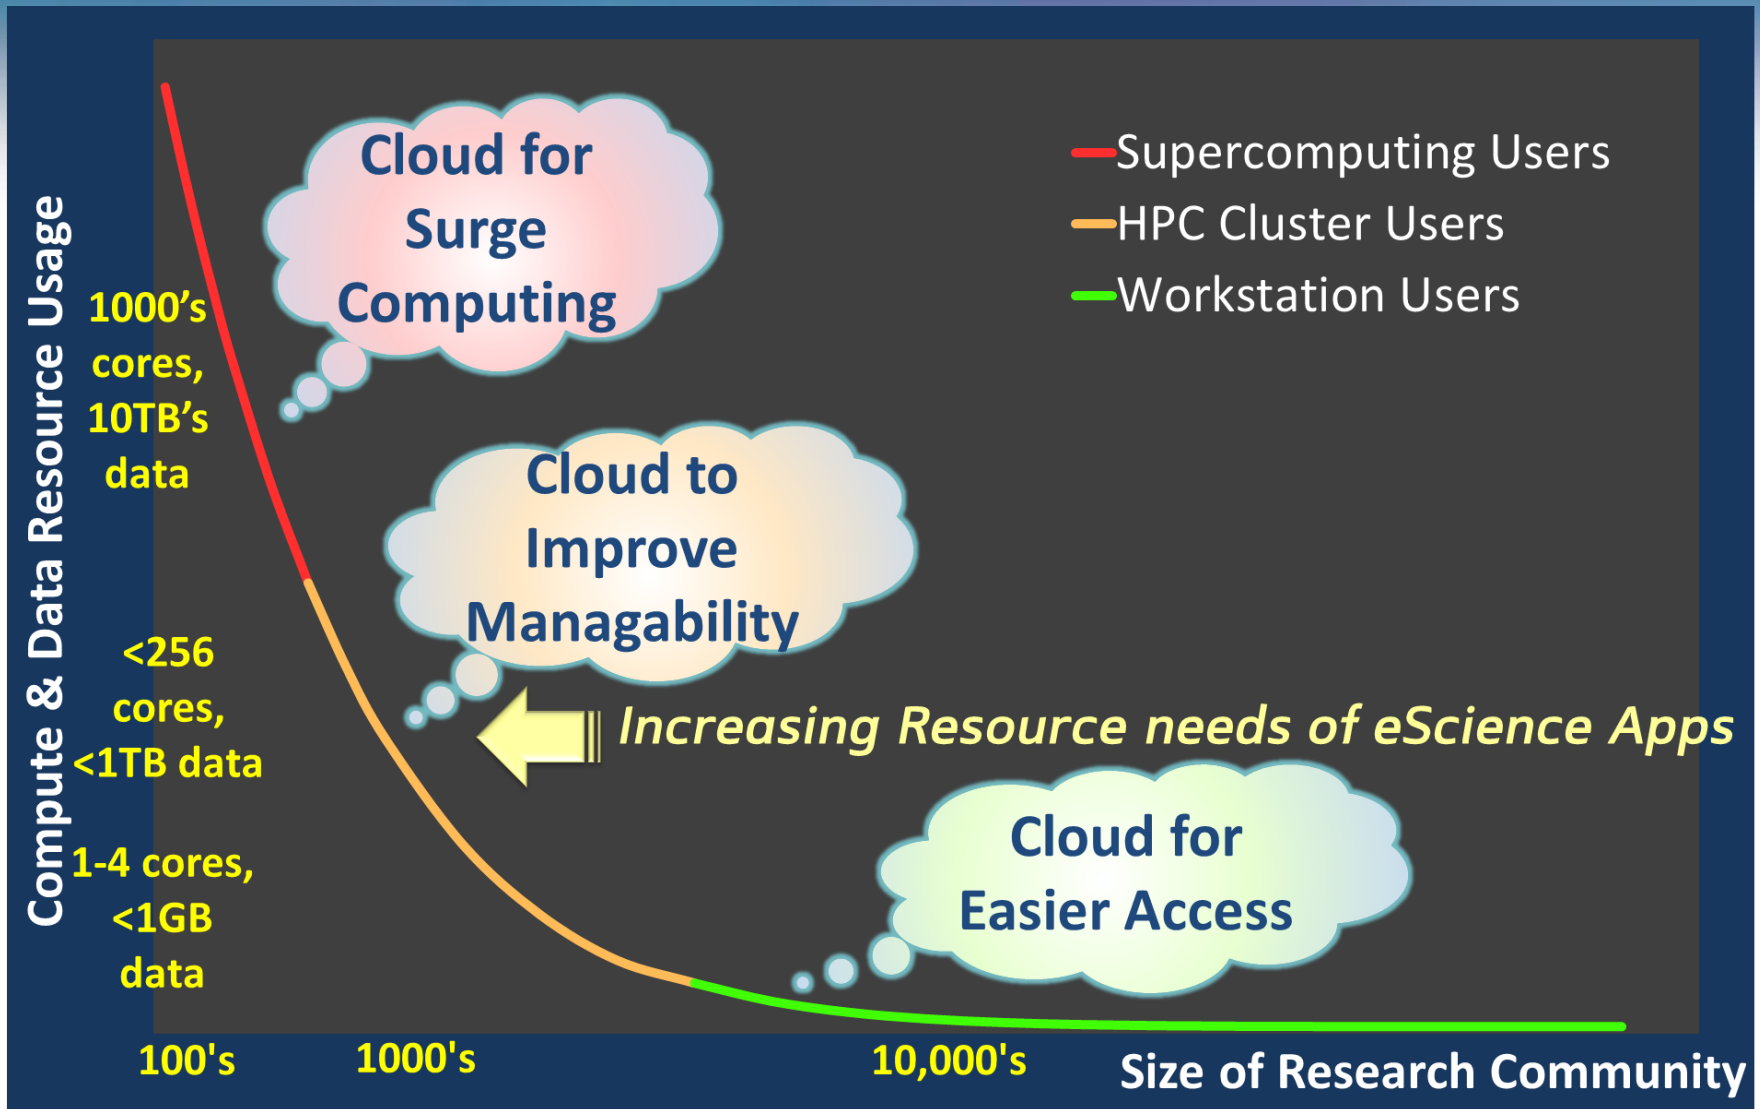 Cloud for
Surge
Computing
Supercomputing Users
HPC Cluster Users
Workstation Users
Compute & Data Resource Usage
1000’s
cores,
10TB’s
data
Cloud to
Improve
Managability
<256
cores,
<1TB data
Increasing Resource needs of eScience Apps
Cloud for
Easier Access
1-4 cores,
<1GB
data
100's
1000's
10,000's
Size of Research Community